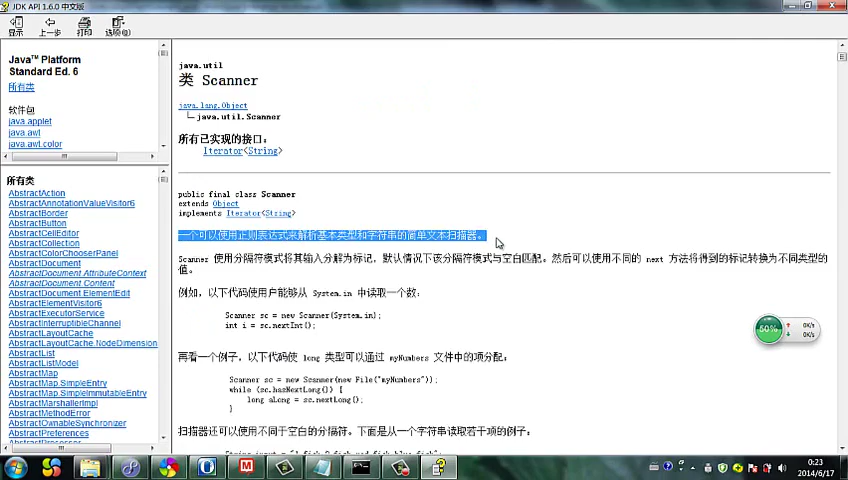 JDK API 1.6.0 中文版
显示
上一步
打印
选项(O)
Java™ Platform
Standard Ed. 6
所有类
软件包
java.applet
java.awt
java.awt.color
所有类
AbstractAction
AbstractAnnotationValueVisitor6
AbstractBorder
AbstractButton
AbstractCellEditor
AbstractCollection
AbstractColorChooserPanel
AbstractDocument
AbstractDocument.AttributeContext
AbstractDocument.Content
AbstractDocument.ElementEdit
AbstractElementVisitor6
AbstractExecutorService
AbstractInterruptibleChannel
AbstractLayoutCache
AbstractLayoutCache.NodeDimensions
AbstractList
AbstractListModel
AbstractMap
AbstractMap.SimpleEntry
AbstractMap.SimpleImmutableEntry
AbstractMarshallerImpl
AbstractMethodError
AbstractOwnableSynchronizer
AbstractPreferences
java.util
类 Scanner
java.lang.Object
java.util.Scanner
所有已实现的接口:
Iterator<String>
public final class Scanner
extends Object
implements Iterator<String>
一个可以使用正则表达式来解析基本类型和字符串的简单文本扫描器。
Scanner 使用分隔符模式将其输入分解为标记，默认情况下该分隔符模式与空白匹配。然后可以使用不同的 next 方法将得到的标记转换为不同类型的
值。
例如，以下代码使用户能够从 System.in 中读取一个数:
Scanner sc = new Scanner(System.in);
int i = sc.nextInt();
再看一个例子，以下代码使 long 类型可以通过 myNumbers 文件中的项分配:
Scanner sc = new Scanner(new File("myNumbers"));
while (sc.hasNextLong()) {
long aLong = sc.nextLong();
}
扫描器还可以使用不同于空白的分隔符。下面是从一个字符串读取若干项的例子:
50%
0K/s
0K/s
0:23
2014/6/17